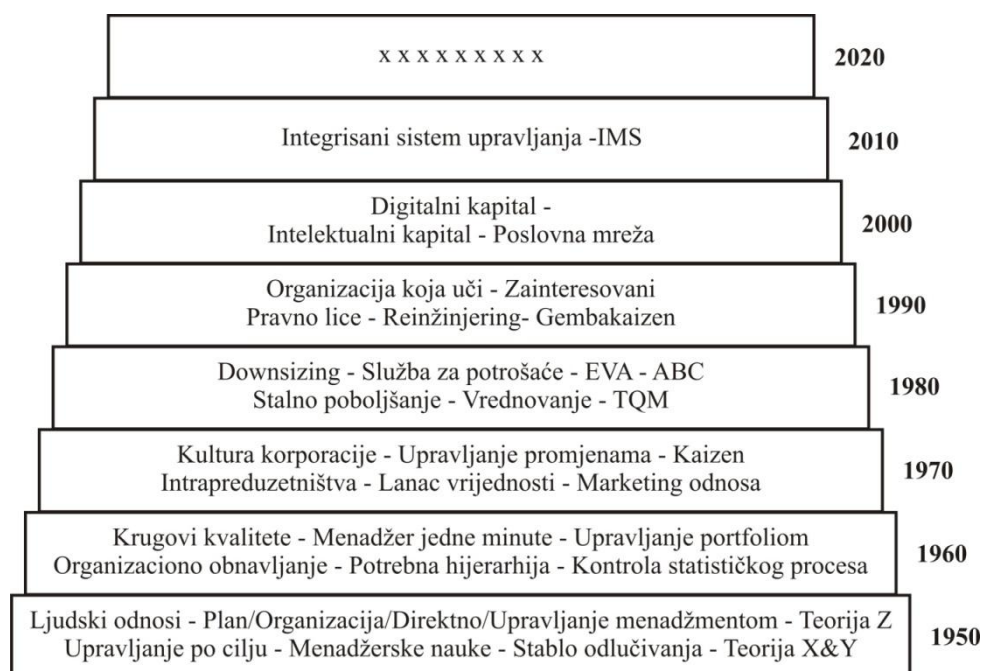 x x x x x x x x x 2020
Integrisani sistem upravljanja -IMS 2010
Digitalni kapital -
Intelektualni kapital - Poslovna mreža 2000
Organizacija koja uči - Zainteresovani
Pravno lice - Reinžinjering- Gembakaizen 1990
Downsizing - Služba za potrošaće - EVA - ABC
Stalno poboljšanje - Vrednovanje - TQM 1980
Kultura korporacije - Upravljanje promjenama - Kaizen
Intrapreduzetništva - Lanac vrijednosti - Marketing odnosa 1970
Krugovi kvalitete - Menadžer jedne minute - Upravljanje portfoliom
Organizaciono obnavljanje - Potrebna hijerarhija - Kontrola statističkog procesa 1960
Ljudski odnosi - Plan/Organizacija/Direktno/Upravljanje menadžmentom - Teorija Z
Upravljanje po cilju - Menadžerske nauke - Stablo odlučivanja - Teorija X&Y 1950